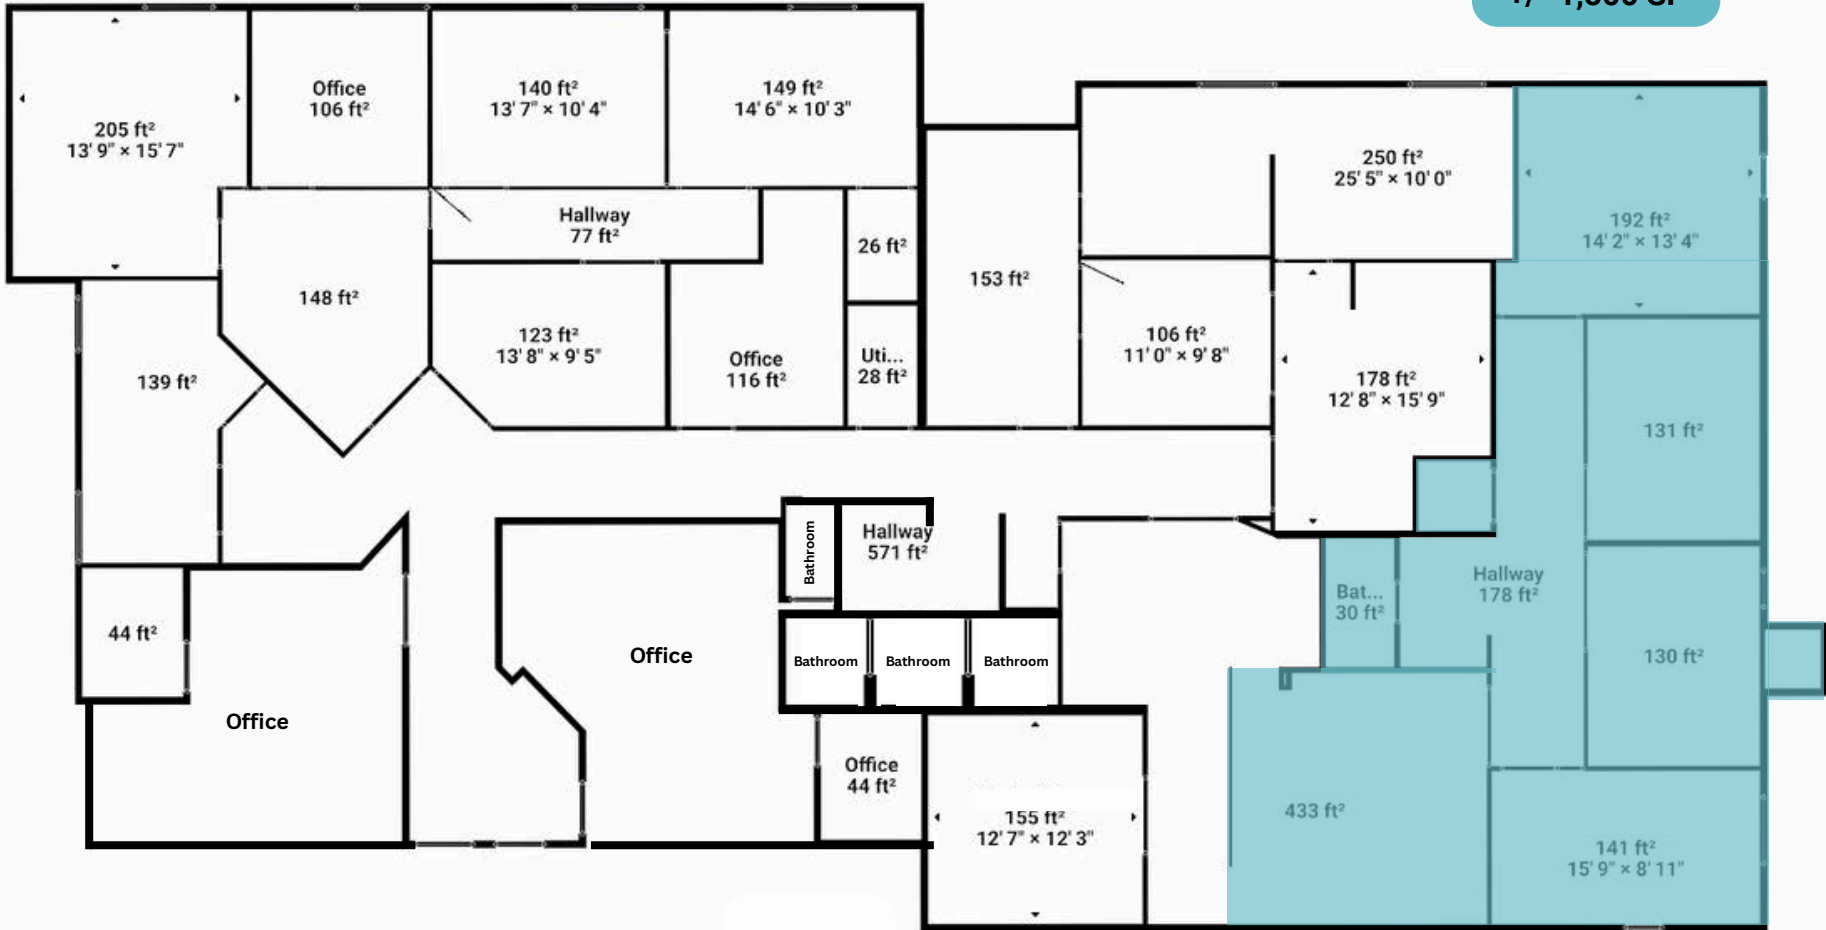 205 ft²
13' 9" × 15' 7"
Office
106 ft²
140 ft²
13' 7" × 10' 4"
149 ft²
14' 6" × 10' 3"
Hallway
77 ft²
26 ft²
148 ft²
123 ft²
13' 8" × 9' 5"
Office
116 ft²
Uti...
28 ft²
139 ft²
153 ft²
250 ft²
25' 5" × 10' 0"
192 ft²
14' 2" × 13' 4"
106 ft²
11' 0" × 9' 8"
178 ft²
12' 8" × 15' 9"
131 ft²
Bathroom
Hallway
571 ft²
Bat...
30 ft²
Hallway
178 ft²
44 ft²
Office
Office
Bathroom
Bathroom
Bathroom
130 ft²
Office
44 ft²
155 ft²
12' 7" × 12' 3"
433 ft²
141 ft²
15' 9" × 8' 11"